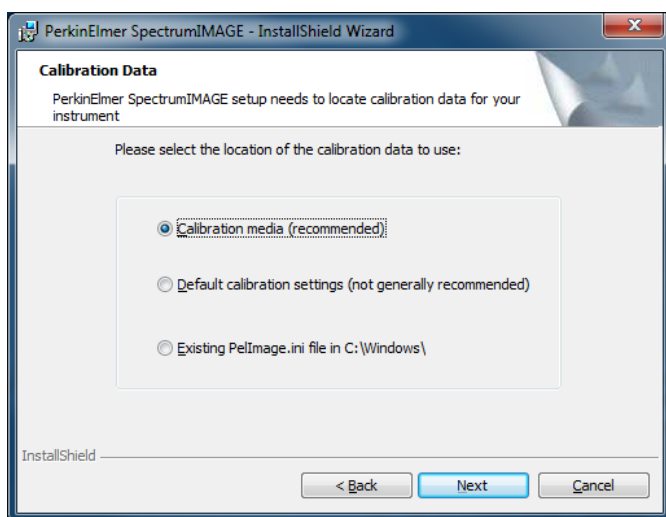 PerkinElmer SpectrumIMAGE - InstallShield Wizard
Calibration Data
PerkinElmer SpectrumIMAGE setup needs to locate calibration data for your
instrument
Please select the location of the calibration data to use:
Calibration media (recommended)
Default calibration settings (not generally recommended)
Existing PelImage.ini file in C:\Windows\
InstallShield
< Back Next Cancel